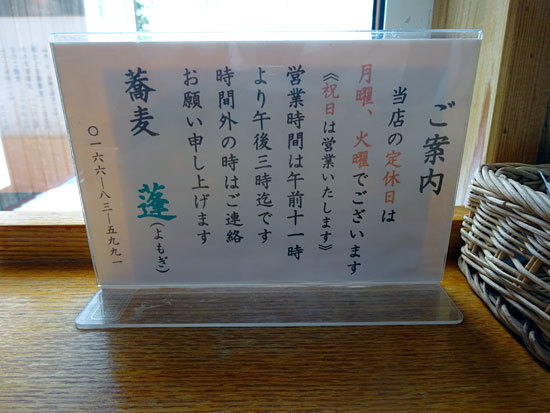 ご案内
当店の定休日は
月曜、火曜でございます
《祝日は営業いたします》
営業時間は午前十一時
より午後三時迄です
時間外の時はご連絡
お願い申し上げます
蕎麦 蓬(よもぎ)
〇一六六―八二―五九九一